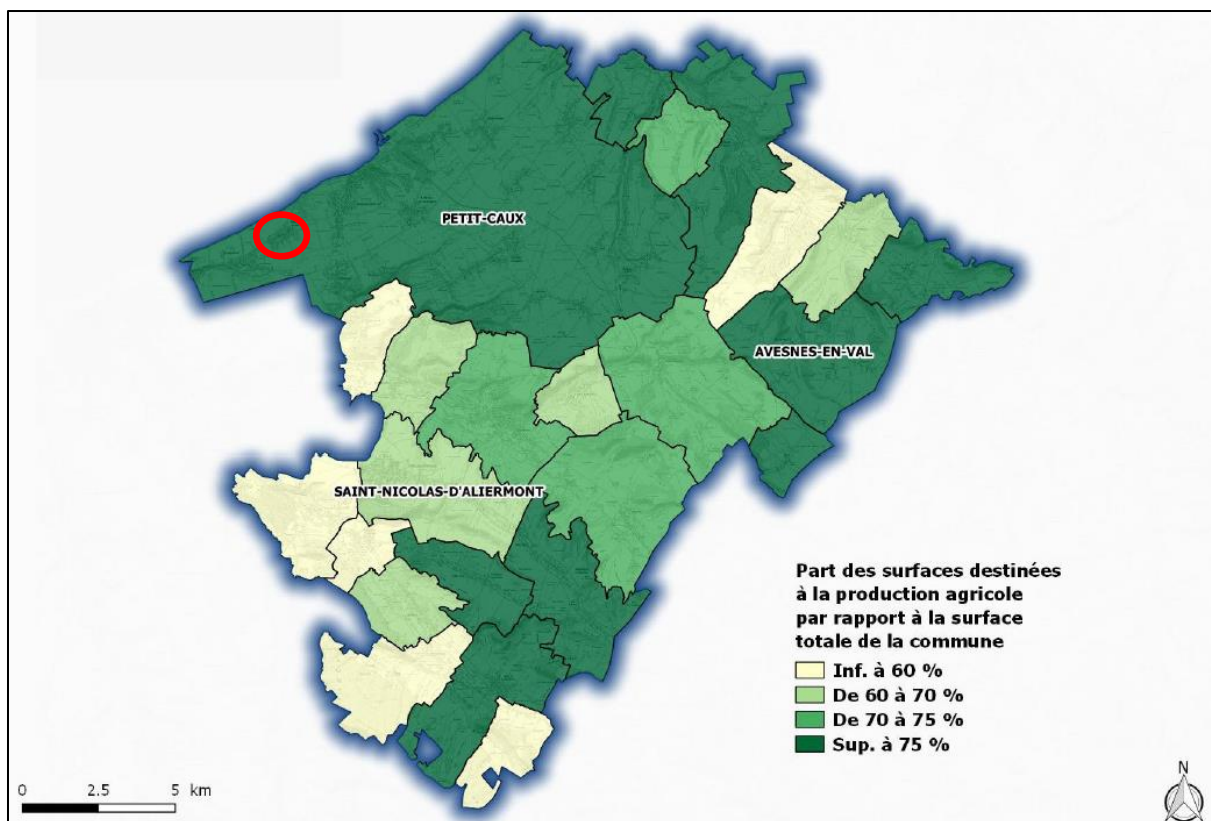 PETIT-CAUX
AVESNES-EN-VAL
SAINT-NICOLAS-D'ALIERMONT
Part des surfaces destinées
à la production agricole
par rapport à la surface
totale de la commune
Inf. à 60 %
De 60 à 70 %
De 70 à 75 %
Sup. à 75 %
0 2.5 5 km
N